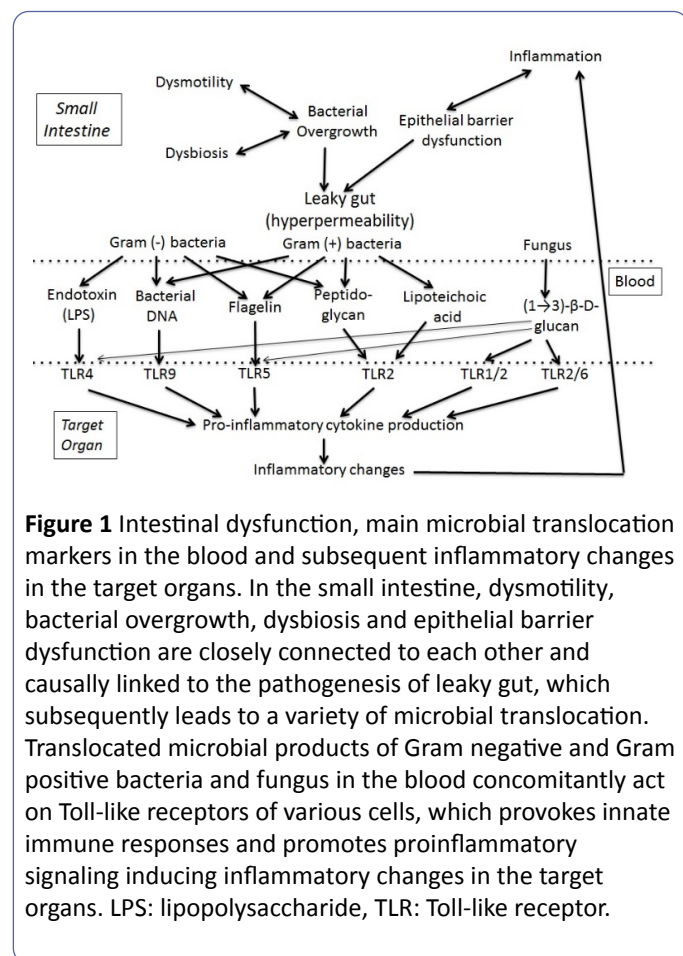 Inflammation
Dysmotility
Small
Intestine
Bacterial
Overgrowth
Epithelial barrier
dysfunction
Dysbiosis
Leaky gut
(hyperpermeability)
Gram (-) bacteria
Gram (+) bacteria
Fungus
Blood
Endotoxin
(LPS)
Bacterial
DNA
Flagelin
Peptido-
glycan
Lipoteichoic
acid
(1→3)-β-D-
glucan
TLR4
TLR9
TLR5
TLR2
TLR1/2
TLR2/6
Target
Organ
Pro-inflammatory cytokine production
Inflammatory changes
Figure 1 Intestinal dysfunction, main microbial translocation
markers in the blood and subsequent inflammatory changes
in the target organs. In the small intestine, dysmotility,
bacterial overgrowth, dysbiosis and epithelial barrier
dysfunction are closely connected to each other and
causally linked to the pathogenesis of leaky gut, which
subsequently leads to a variety of microbial translocation.
Translocated microbial products of Gram negative and Gram
positive bacteria and fungus in the blood concomitantly act
on Toll-like receptors of various cells, which provokes innate
immune responses and promotes proinflammatory
signaling inducing inflammatory changes in the target
organs. LPS: lipopolysaccharide, TLR: Toll-like receptor.